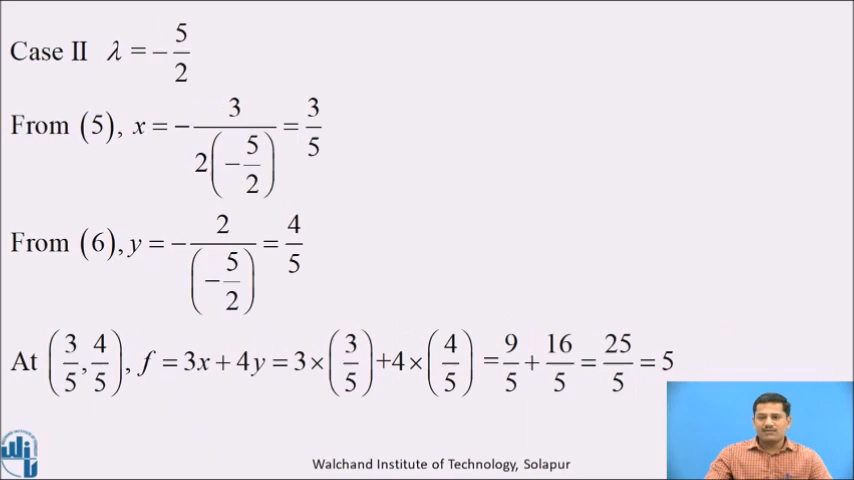 Case II λ = −5/2
From (5), x = −3/(2(−5/2)) = 3/5
From (6), y = −2/(−5/2) = 4/5
At (3/5, 4/5), f = 3x + 4y = 3×(3/5)+4×(4/5) = 9/5 + 16/5 = 25/5 = 5
Walchand Institute of Technology, Solapur